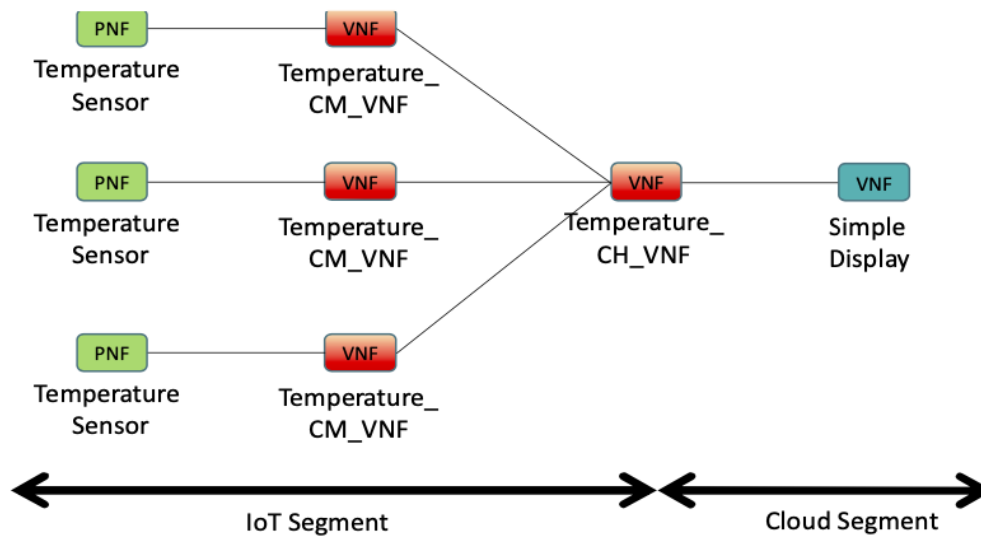 PNF
VNF
Temperature
Sensor
Temperature_
CM_VNF
PNF
VNF
VNF
VNF
Temperature
Sensor
Temperature_
CM_VNF
Temperature_
CH_VNF
Simple
Display
PNF
VNF
Temperature
Sensor
Temperature_
CM_VNF
IoT Segment
Cloud Segment